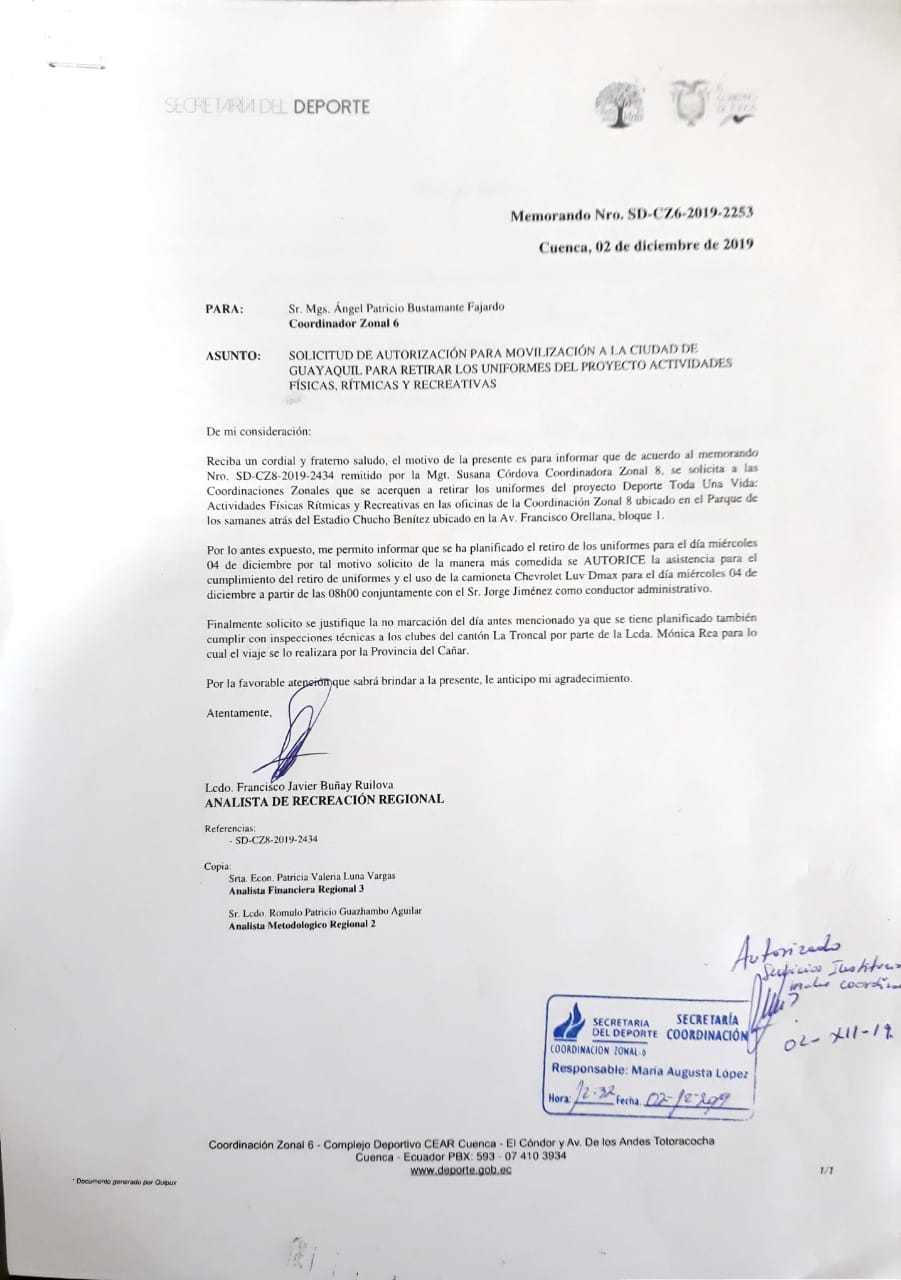 SECRETARÍA DEL DEPORTE
Memorando Nro. SD-CZ6-2019-2253
Cuenca, 02 de diciembre de 2019
PARA: Sr. Mgs. Ángel Patricio Bustamante Fajardo
Coordinador Zonal 6
ASUNTO: SOLICITUD DE AUTORIZACIÓN PARA MOVILIZACIÓN A LA CIUDAD DE
GUAYAQUIL PARA RETIRAR LOS UNIFORMES DEL PROYECTO ACTIVIDADES
FÍSICAS, RÍTMICAS Y RECREATIVAS
De mi consideración:
Reciba un cordial y fraterno saludo, el motivo de la presente es para informar que de acuerdo al memorando
Nro. SD-CZ8-2019-2434 remitido por la Mgt. Susana Córdova Coordinadora Zonal 8, se solicita a las
Coordinaciones Zonales que se acerquen a retirar los uniformes del proyecto Deporte Toda Una Vida:
Actividades Físicas Rítmicas y Recreativas en las oficinas de la Coordinación Zonal 8 ubicado en el Parque de
los samanes atrás del Estadio Chucho Benítez ubicado en la Av. Francisco Orellana, bloque 1.
Por lo antes expuesto, me permito informar que se ha planificado el retiro de los uniformes para el día miércoles
04 de diciembre por tal motivo solicito de la manera más comedida se AUTORICE la asistencia para el
cumplimiento del retiro de uniformes y el uso de la camioneta Chevrolet Luv Dmax para el día miércoles 04 de
diciembre a partir de las 08h00 conjuntamente con el Sr. Jorge Jiménez como conductor administrativo.
Finalmente solicito se justifique la no marcación del día antes mencionado ya que se tiene planificado también
cumplir con inspecciones técnicas a los clubes del cantón La Troncal por parte de la Lcda. Mónica Rea para lo
cual el viaje se lo realizara por la Provincia del Cañar.
Por la favorable atención que sabrá brindar a la presente, le anticipo mi agradecimiento.
Atentamente,
Lcdo. Francisco Javier Buñay Ruilova
ANALISTA DE RECREACIÓN REGIONAL
Referencias:
- SD-CZ8-2019-2434
Copia:
Srta. Econ. Patricia Valeria Luna Vargas
Analista Financiera Regional 3
Sr. Lcdo. Romulo Patricio Guazhambo Aguilar
Analista Metodologico Regional 2
Autorizado
02-XII-19
SECRETARIA DEL DEPORTE
COORDINACION ZONAL-6
SECRETARÍA COORDINACIÓN
Responsable: María Augusta López
Hora: 12:32 Fecha. 02-12-2019
Coordinación Zonal 6 - Complejo Deportivo CEAR Cuenca - El Cóndor y Av. De los Andes Totoracocha
Cuenca - Ecuador PBX: 593 - 07 410 3934
www.deporte.gob.ec
1/1
* Documento generado por Quipux